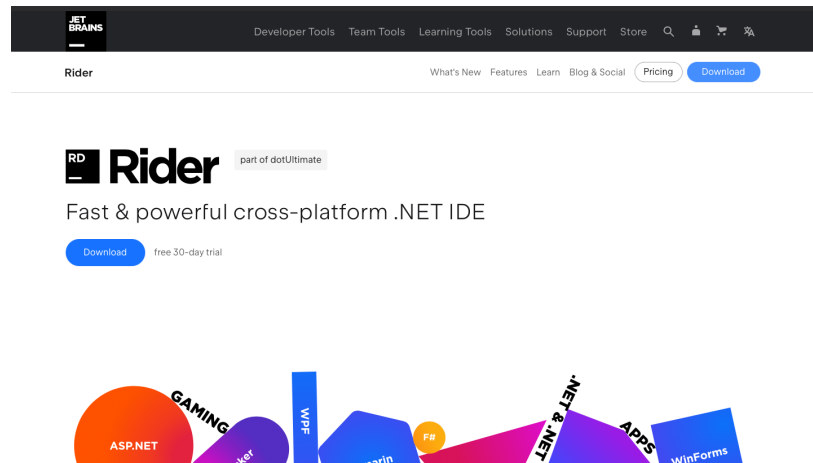 JET
BRAINS
Developer Tools Team Tools Learning Tools Solutions Support Store
Rider
What's New Features Learn Blog & Social Pricing Download
RD
Rider
part of dotUltimate
Fast & powerful cross-platform .NET IDE
Download free 30-day trial
GAMING
WPF
.NET & .NET
APPS
F#
ASP.NET
WinForms